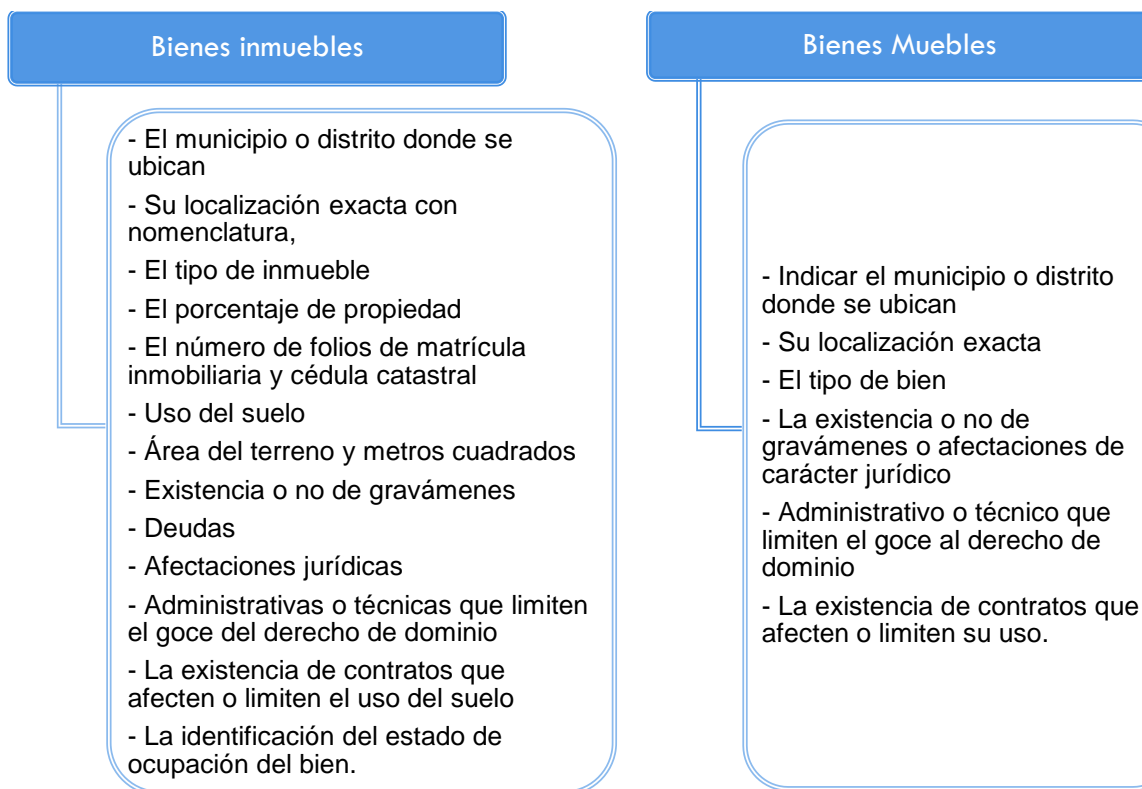 Bienes inmuebles
- El municipio o distrito donde se
ubican
- Su localización exacta con
nomenclatura,
- El tipo de inmueble
- El porcentaje de propiedad
- El número de folios de matrícula
inmobiliaria y cédula catastral
- Uso del suelo
- Área del terreno y metros cuadrados
- Existencia o no de gravámenes
- Deudas
- Afectaciones jurídicas
- Administrativas o técnicas que limiten
el goce del derecho de dominio
- La existencia de contratos que
afecten o limiten el uso del suelo
- La identificación del estado de
ocupación del bien.
Bienes Muebles
- Indicar el municipio o distrito
donde se ubican
- Su localización exacta
- El tipo de bien
- La existencia o no de
gravámenes o afectaciones de
carácter jurídico
- Administrativo o técnico que
limiten el goce al derecho de
dominio
- La existencia de contratos que
afecten o limiten su uso.